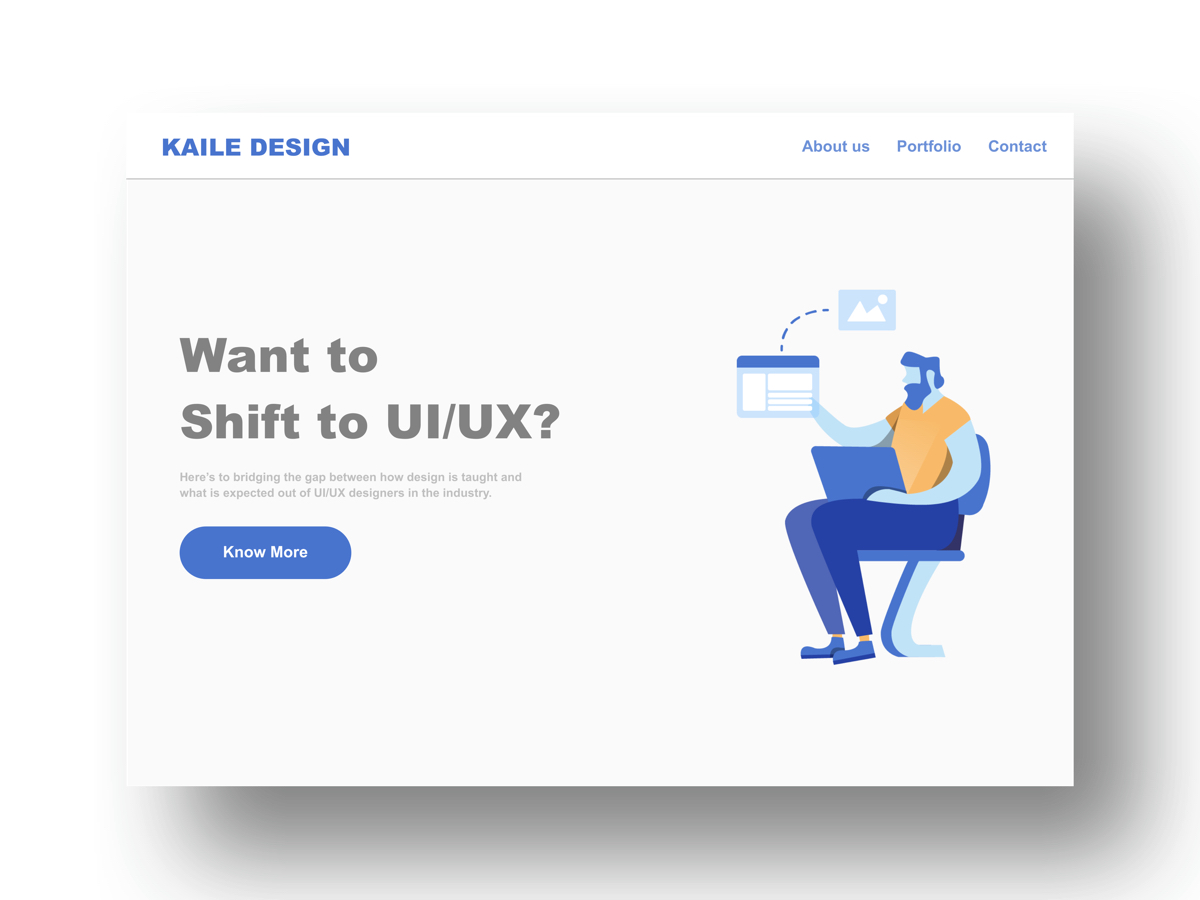 KAILE DESIGN
About us Portfolio Contact
Want to
Shift to UI/UX?
Here's to bridging the gap between how design is taught and
what is expected out of UI/UX designers in the industry.
Know More